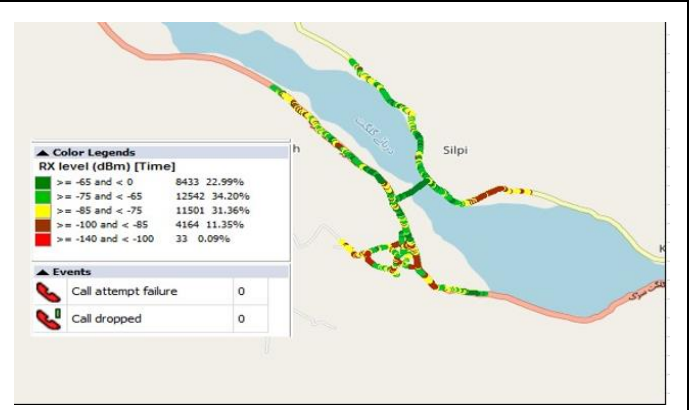 Color Legends
RX level (dBm) [Time]
>= -65 and < 0 8433 22.99%
>= -75 and < -65 12542 34.20%
>= -85 and < -75 11501 31.36%
>= -100 and < -85 4164 11.35%
>= -140 and < -100 33 0.09%
Events
Call attempt failure 0
Call dropped 0
h
Silpi
K